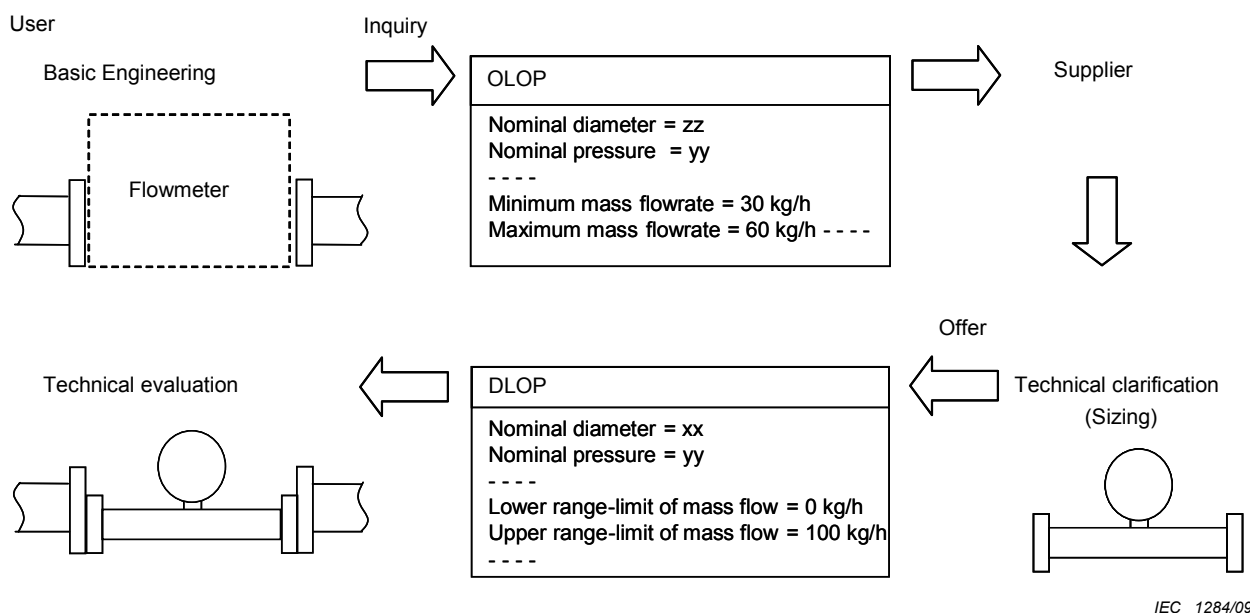 User
Inquiry
Basic Engineering
Flowmeter
OLOP
Nominal diameter = zz
Nominal pressure = yy
- - - -
Minimum mass flowrate = 30 kg/h
Maximum mass flowrate = 60 kg/h - - - -
Supplier
Offer
Technical evaluation
DLOP
Nominal diameter = xx
Nominal pressure = yy
- - - -
Lower range-limit of mass flow = 0 kg/h
Upper range-limit of mass flow = 100 kg/h
- - - -
Technical clarification
(Sizing)
IEC 1284/09